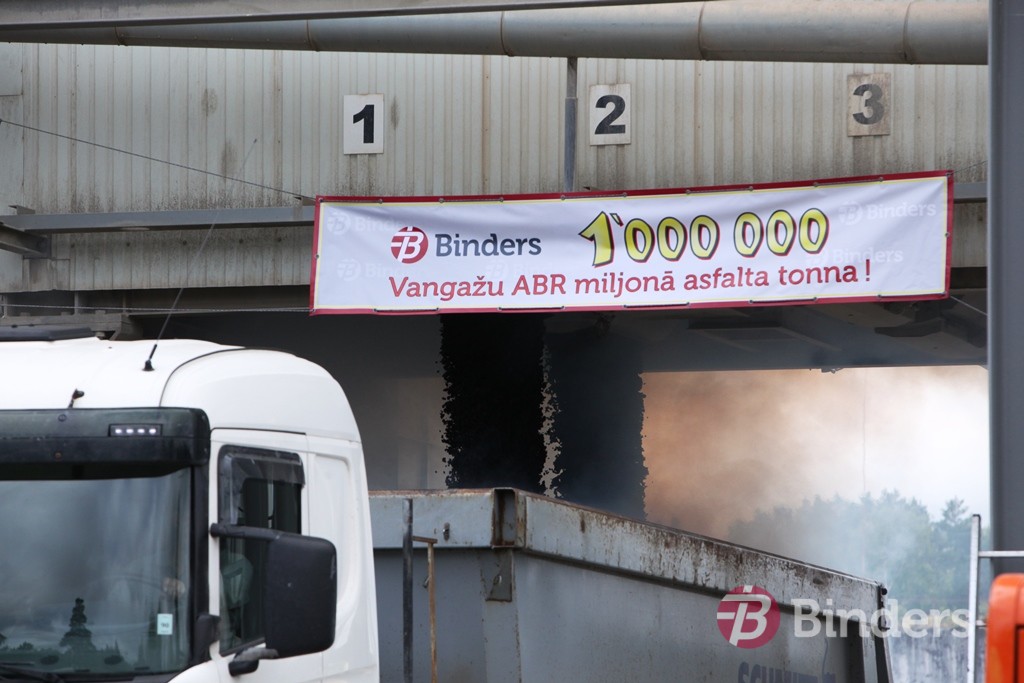 1 2 3
Binders 1'000 000
Vangažu ABR miljonā asfalta tonna!
Binders